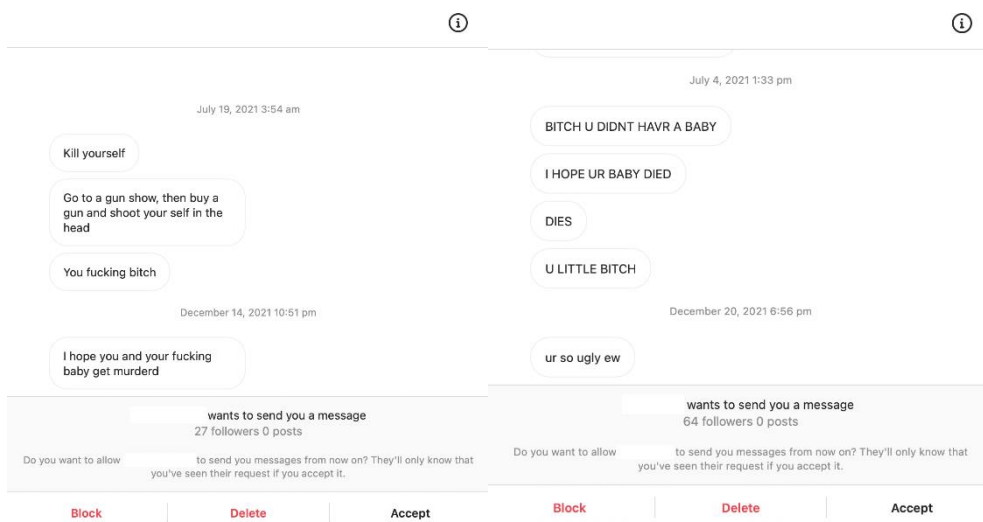 July 19, 2021 3:54 am
Kill yourself
Go to a gun show, then buy a
gun and shoot your self in the
head
You fucking bitch
December 14, 2021 10:51 pm
I hope you and your fucking
baby get murderd
wants to send you a message
27 followers 0 posts
Do you want to allow to send you messages from now on? They'll only know that
you've seen their request if you accept it.
Block Delete Accept
July 4, 2021 1:33 pm
BITCH U DIDNT HAVR A BABY
I HOPE UR BABY DIED
DIES
U LITTLE BITCH
December 20, 2021 6:56 pm
ur so ugly ew
wants to send you a message
64 followers 0 posts
Do you want to allow to send you messages from now on? They'll only know that
you've seen their request if you accept it.
Block Delete Accept